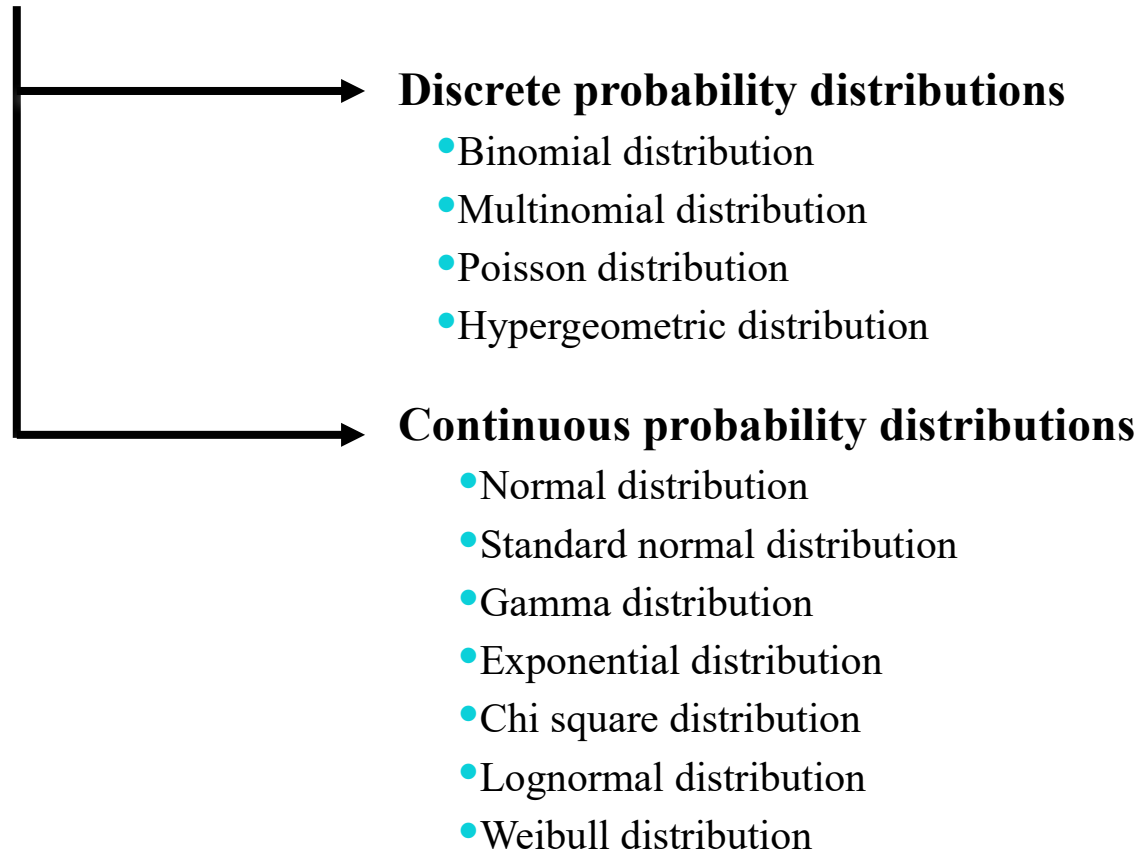 Discrete probability distributions
•Binomial distribution
•Multinomial distribution
•Poisson distribution
•Hypergeometric distribution
Continuous probability distributions
•Normal distribution
•Standard normal distribution
•Gamma distribution
•Exponential distribution
•Chi square distribution
•Lognormal distribution
•Weibull distribution